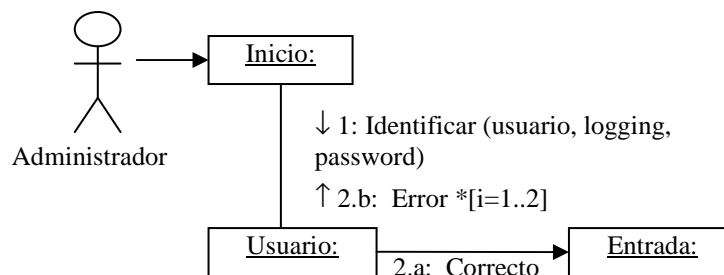 Inicio:
Administrador
↓ 1: Identificar (usuario, logging,
password)
↑ 2.b: Error *[i=1..2]
Usuario:
2.a: Correcto
Entrada: